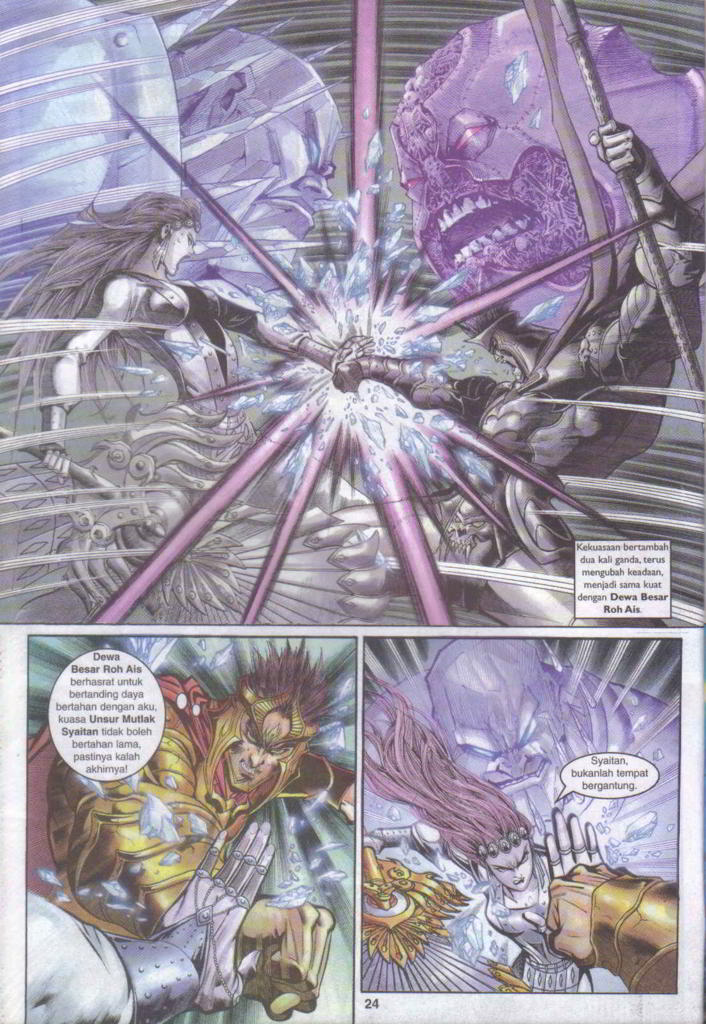 Kekuasaan bertambah
dua kali ganda, terus
mengubah keadaan,
menjadi sama kuat
dengan Dewa Besar
Roh Ais.
Dewa
Besar Roh Ais
berhasrat untuk
bertanding daya
bertahan dengan aku,
kuasa Unsur Mutlak
Syaitan tidak boleh
bertahan lama,
pastinya kalah
akhirnya!
Syaitan,
bukanlah tempat
bergantung.
24